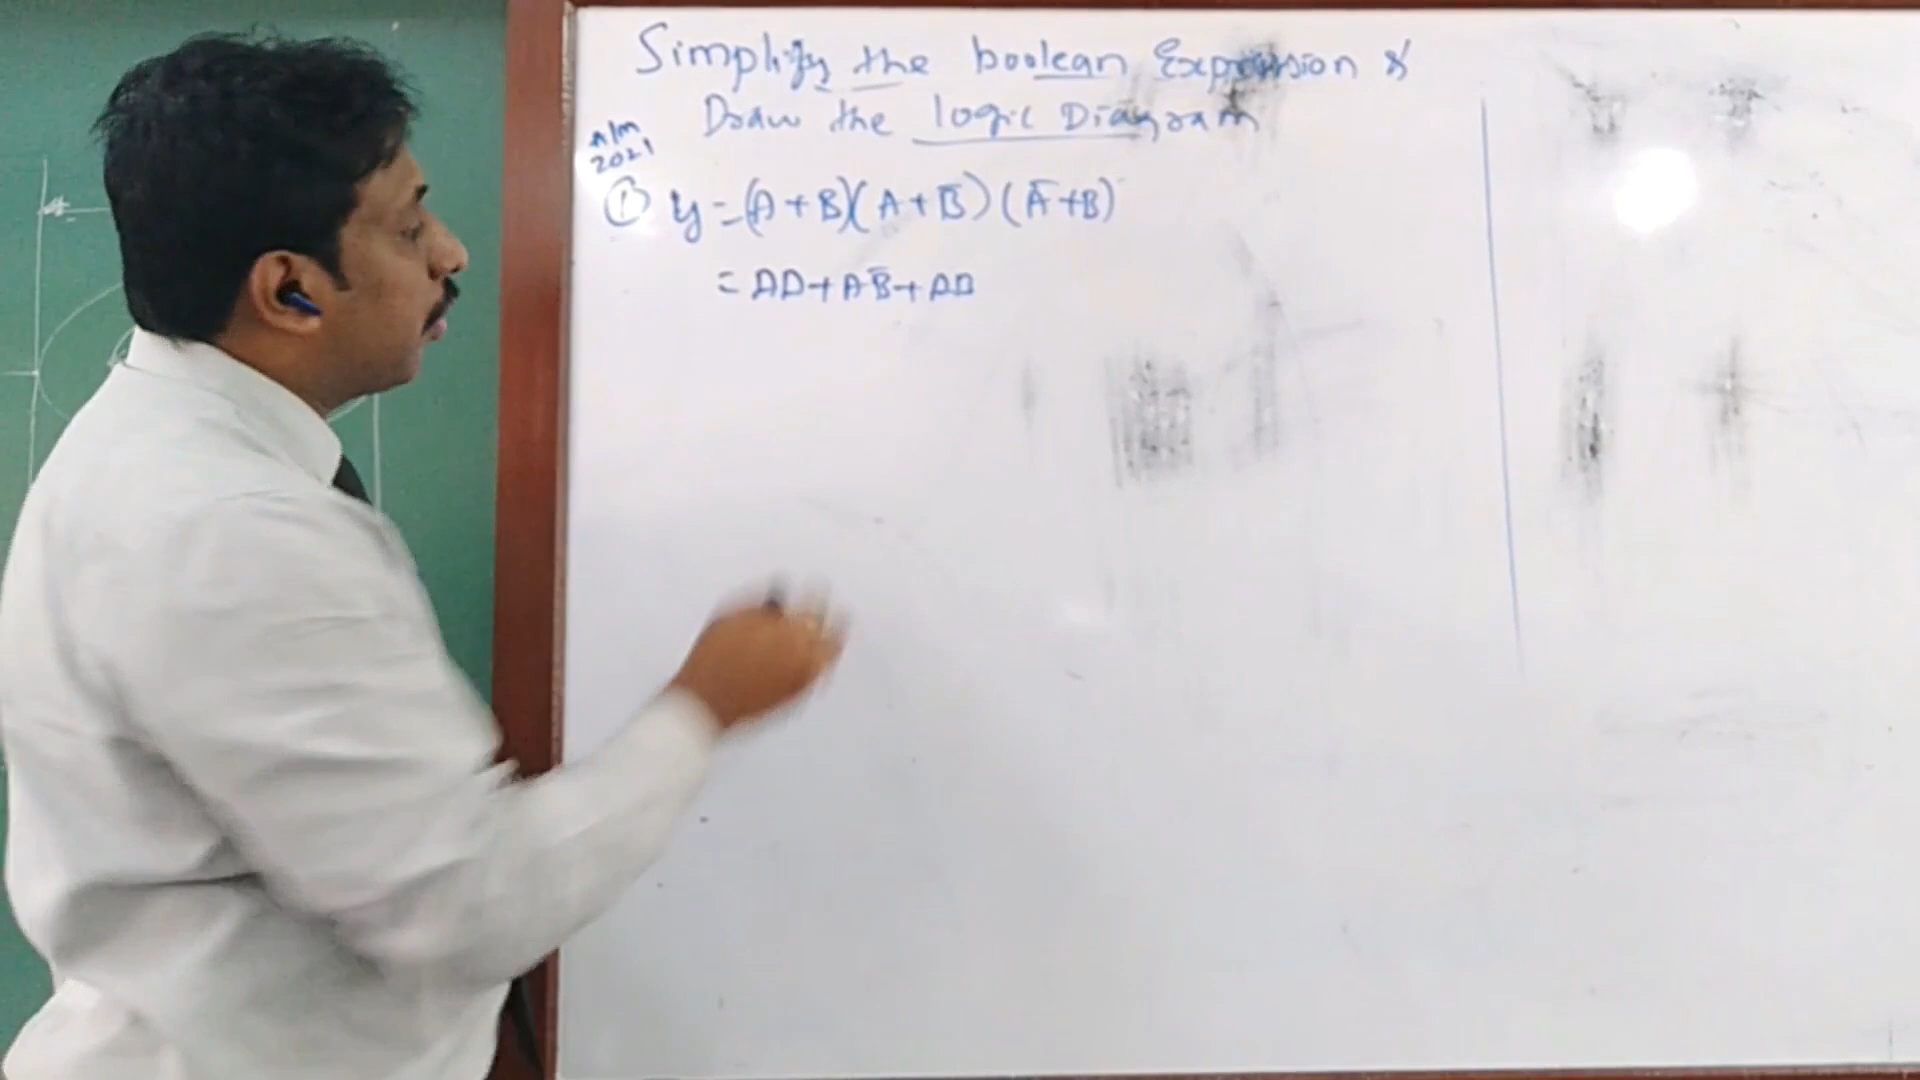 Simplify the boolean Expression &
Draw the logic Diagram
A/M
2021
① y = (A + B)(A + B̅) (A̅ + B)
= AA + AB̅ + AB